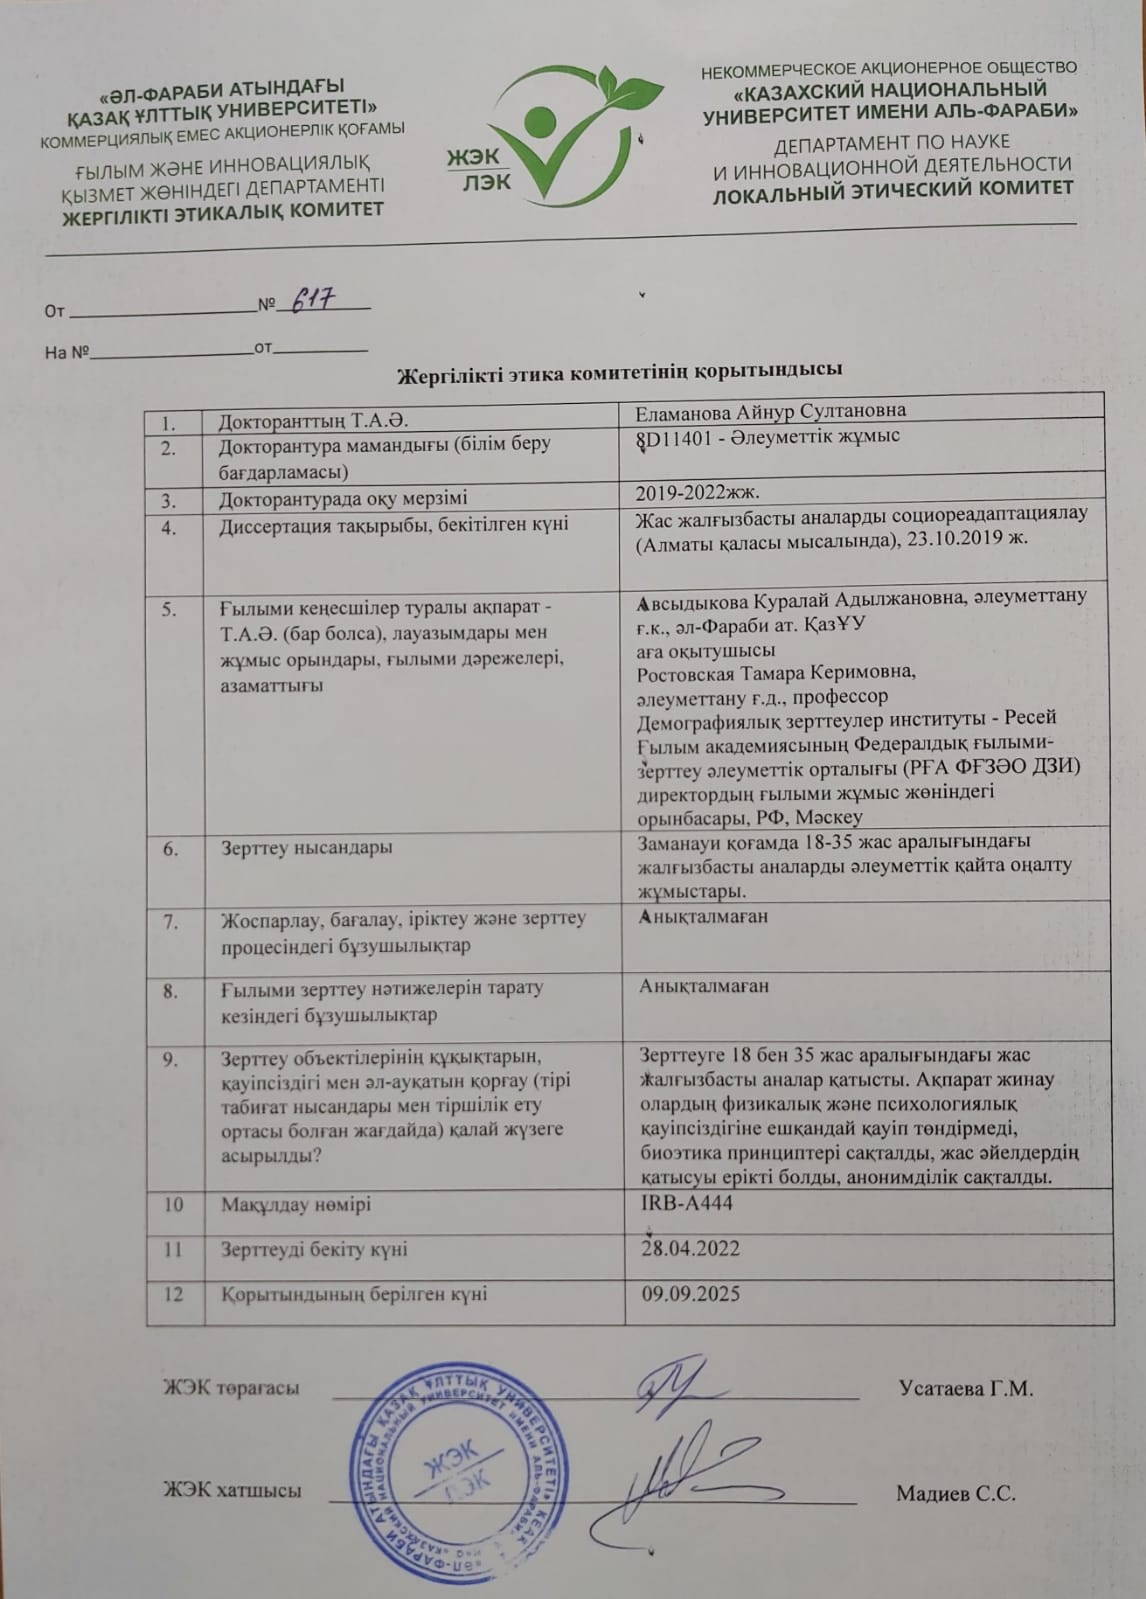 «ӘЛ-ФАРАБИ АТЫНДАҒЫ
ҚАЗАҚ ҰЛТТЫҚ УНИВЕРСИТЕТІ»
КОММЕРЦИЯЛЫҚ ЕМЕС АКЦИОНЕРЛІК ҚОҒАМЫ
ҒЫЛЫМ ЖӘНЕ ИННОВАЦИЯЛЫҚ
ҚЫЗМЕТ ЖӨНІНДЕГІ ДЕПАРТАМЕНТІ
ЖЕРГІЛІКТІ ЭТИКАЛЫҚ КОМИТЕТ
ЖЭК
ЛЭК
НЕКОММЕРЧЕСКОЕ АКЦИОНЕРНОЕ ОБЩЕСТВО
«КАЗАХСКИЙ НАЦИОНАЛЬНЫЙ
УНИВЕРСИТЕТ ИМЕНИ АЛЬ-ФАРАБИ»
ДЕПАРТАМЕНТ ПО НАУКЕ
И ИННОВАЦИОННОЙ ДЕЯТЕЛЬНОСТИ
ЛОКАЛЬНЫЙ ЭТИЧЕСКИЙ КОМИТЕТ
От № 617
На № от
Жергілікті этика комитетінің қорытындысы
1. Докторанттың Т.А.Ә. Еламанова Айнур Султановна
2. Докторантура мамандығы (білім беру
бағдарламасы)
8D11401 - Әлеуметтік жұмыс
3. Докторантурада оқу мерзімі 2019-2022жж.
4. Диссертация тақырыбы, бекітілген күні
Жас жалғызбасты аналарды социореадаптациялау
(Алматы қаласы мысалында), 23.10.2019 ж.
5. Ғылыми кеңесшілер туралы ақпарат -
Т.А.Ә. (бар болса), лауазымдары мен
жұмыс орындары, ғылыми дәрежелері,
азаматтығы
Авсыдыкова Куралай Адылжановна, әлеуметтану
ғ.к., әл-Фараби ат. ҚазҰУ
аға оқытушысы
Ростовская Тамара Керимовна,
әлеуметтану ғ.д., профессор
Демографиялық зерттеулер институты - Ресей
Ғылым академиясының Федералдық ғылыми-
зерттеу әлеуметтік орталығы (РҒА ФҒЗӘО ДЗИ)
директордың ғылыми жұмыс жөніндегі
орынбасары, РФ, Мәскеу
6. Зерттеу нысандары
Заманауи қоғамда 18-35 жас аралығындағы
жалғызбасты аналарды әлеуметтік қайта оңалту
жұмыстары.
7. Жоспарлау, бағалау, іріктеу және зерттеу
процесіндегі бұзушылықтар
Анықталмаған
8. Ғылыми зерттеу нәтижелерін тарату
кезіндегі бұзушылықтар
Анықталмаған
9. Зерттеу объектілерінің құқықтарын,
қауіпсіздігі мен әл-ауқатын қорғау (тірі
табиғат нысандары мен тіршілік ету
ортасы болған жағдайда) қалай жүзеге
асырылды?
Зерттеуге 18 бен 35 жас аралығындағы жас
жалғызбасты аналар қатысты. Ақпарат жинау
олардың физикалық және психологиялық
қауіпсіздігіне ешқандай қауіп төндірмеді,
биоэтика принциптері сақталды, жас әйелдердің
қатысуы ерікті болды, анонимділік сақталды.
10 Мақұлдау нөмірі IRB-A444
11 Зерттеуді бекіту күні 28.04.2022
12 Қорытындының берілген күні 09.09.2025
ЖЭК төрағасы Усатаева Г.М.
ЖЭК хатшысы Мадиев С.С.
ЖЭК
ЛЭК